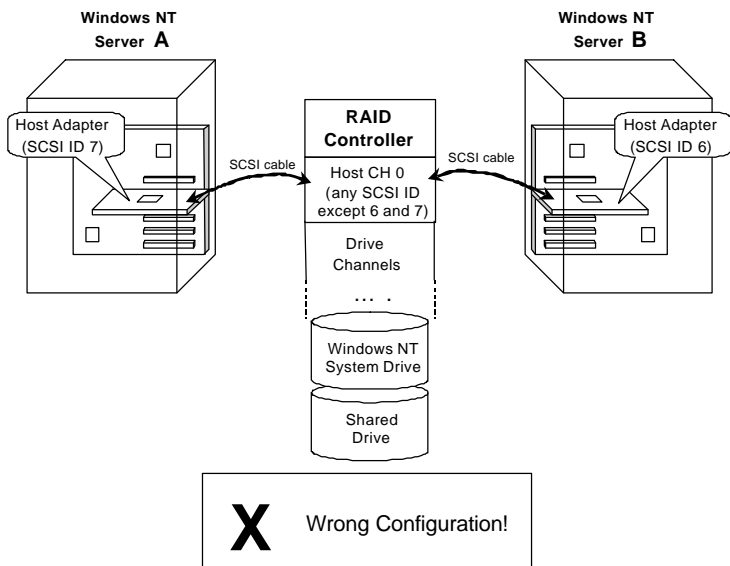 Windows NT
Server A
Windows NT
Server B
Host Adapter
(SCSI ID 7)
SCSI cable
RAID
Controller
Host CH 0
(any SCSI ID
except 6 and 7)
SCSI cable
Host Adapter
(SCSI ID 6)
Drive
Channels
... .
Windows NT
System Drive
Shared
Drive
X Wrong Configuration!